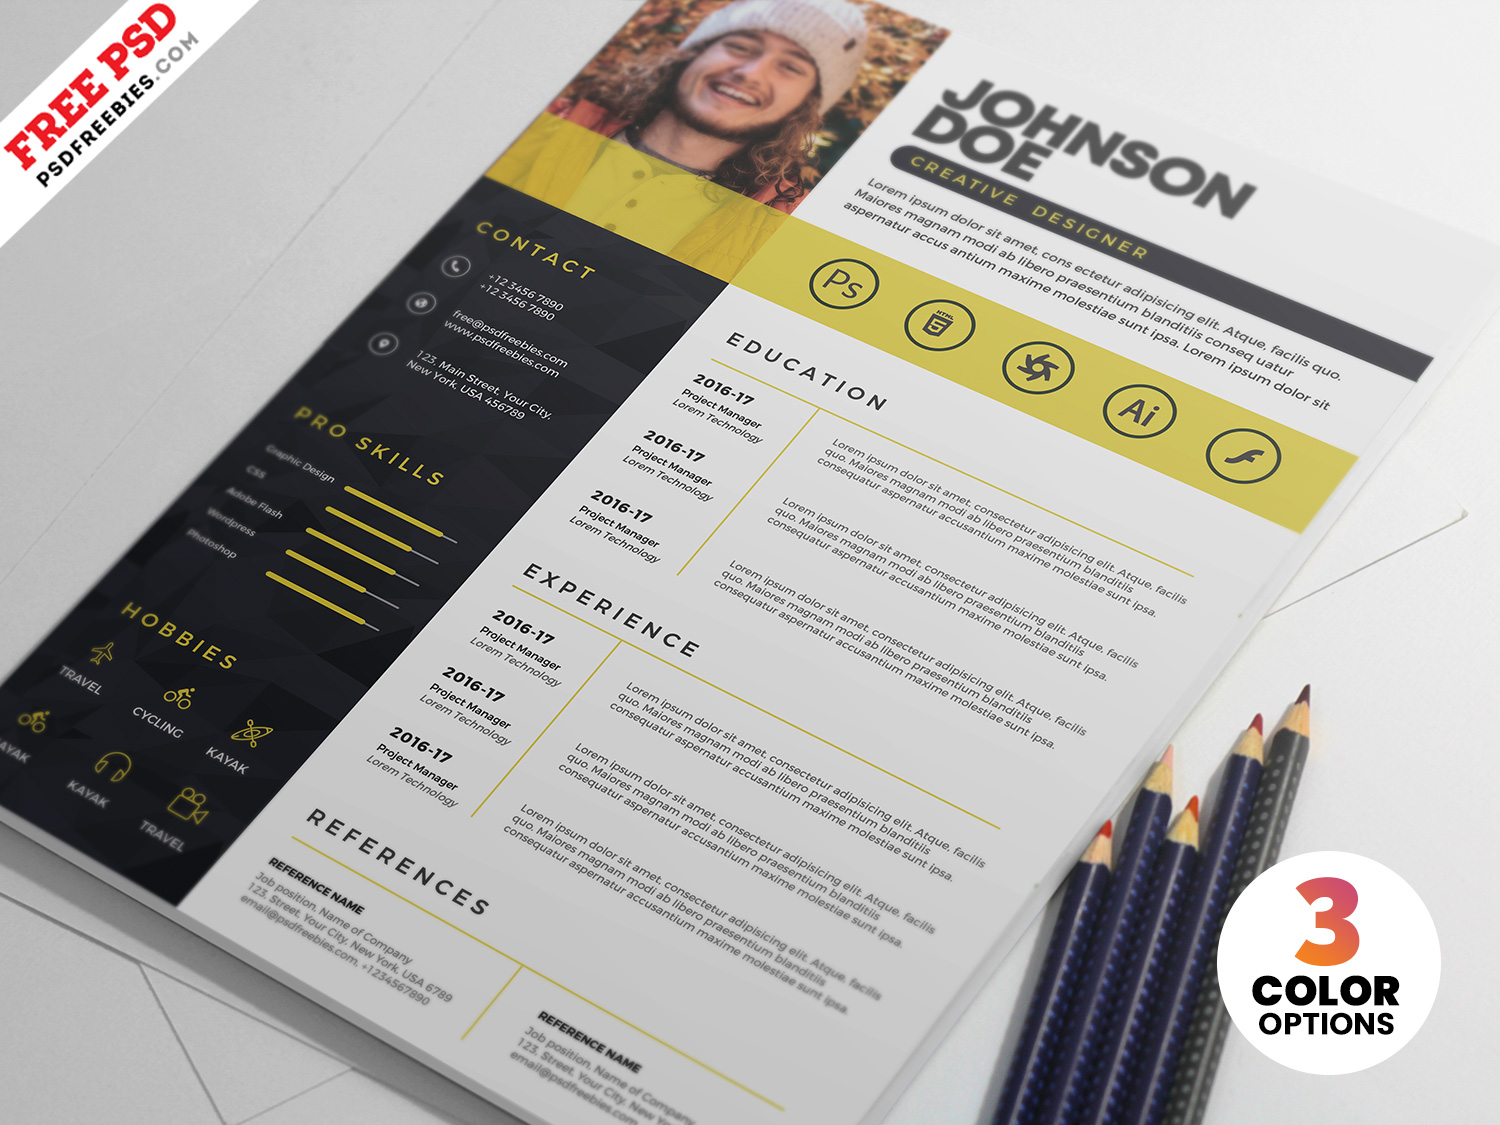 FREE PSD
PSDFREEBIES.COM
JOHNSON
DOE
CREATIVE DESIGNER
Lorem ipsum dolor sit amet, cons ectetur adipisicing elit. Atque, facilis quo.
Maiores magnam modi ab libero praesentium blanditiis conseq uatur
aspernatur accus antium maxime molestiae sunt ipsa. Lorem ipsum dolor sit
Ps
HTML
5
Ai
CONTACT
+12 3456 7890
+12 3456 7890
free@psdfreebies.com
www.psdfreebies.com
123, Main Street, Your City,
New York, USA 456789
PRO SKILLS
Graphic Design
CSS
Adobe Flash
Wordpress
Photoshop
HOBBIES
TRAVEL
CYCLING
KAYAK
KAYAK
TRAVEL
EDUCATION
2016-17
Project Manager
Lorem Technology
Lorem ipsum dolor sit amet, consectetur adipisicing elit. Atque, facilis
quo. Maiores magnam modi ab libero praesentium blanditiis
consequatur aspernatur accusantium maxime molestiae sunt ipsa.
2016-17
Project Manager
Lorem Technology
Lorem ipsum dolor sit amet, consectetur adipisicing elit. Atque, facilis
quo. Maiores magnam modi ab libero praesentium blanditiis
consequatur aspernatur accusantium maxime molestiae sunt ipsa.
2016-17
Project Manager
Lorem Technology
Lorem ipsum dolor sit amet, consectetur adipisicing elit. Atque, facilis
quo. Maiores magnam modi ab libero praesentium blanditiis
consequatur aspernatur accusantium maxime molestiae sunt ipsa.
EXPERIENCE
2016-17
Project Manager
Lorem Technology
Lorem ipsum dolor sit amet, consectetur adipisicing elit. Atque, facilis
quo. Maiores magnam modi ab libero praesentium blanditiis
consequatur aspernatur accusantium maxime molestiae sunt ipsa.
2016-17
Project Manager
Lorem Technology
Lorem ipsum dolor sit amet, consectetur adipisicing elit. Atque, facilis
quo. Maiores magnam modi ab libero praesentium blanditiis
consequatur aspernatur accusantium maxime molestiae sunt ipsa.
2016-17
Project Manager
Lorem Technology
Lorem ipsum dolor sit amet, consectetur adipisicing elit. Atque, facilis
quo. Maiores magnam modi ab libero praesentium blanditiis
consequatur aspernatur accusantium maxime molestiae sunt ipsa.
REFERENCES
REFERENCE NAME
Job position, Name of Company
123, Street, Your City, New York, USA 6789
email@psdfreebies.com, +1234567890
REFERENCE NAME
Job position, Name of Company
123, Street, Your City, New York,
email@psdfreebies.com,
3
COLOR
OPTIONS